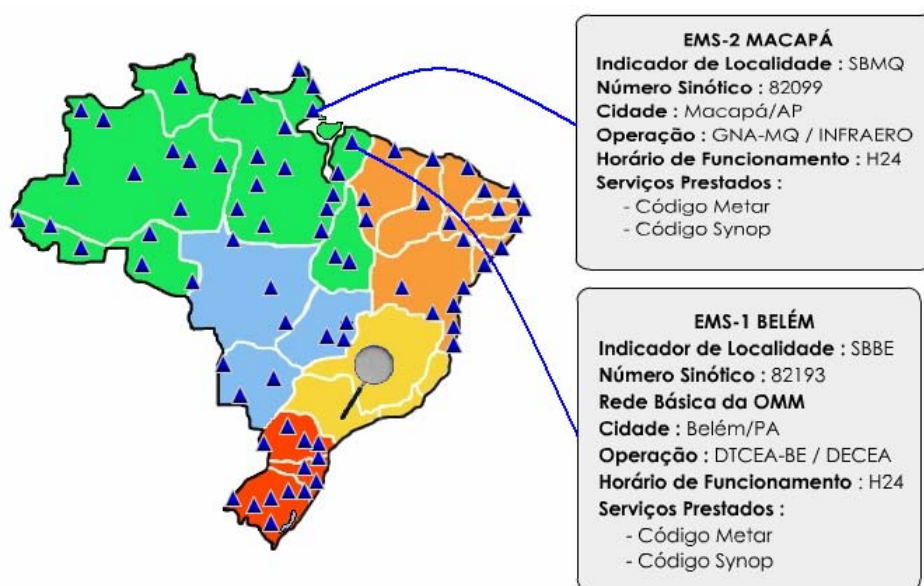 EMS-2 MACAPÁ
Indicador de Localidade : SBMQ
Número Sinótico : 82099
Cidade : Macapá/AP
Operação : GNA-MQ / INFRAERO
Horário de Funcionamento : H24
Serviços Prestados :
- Código Metar
- Código Synop
EMS-1 BELÉM
Indicador de Localidade : SBBE
Número Sinótico : 82193
Rede Básica da OMM
Cidade : Belém/PA
Operação : DTCEA-BE / DECEA
Horário de Funcionamento : H24
Serviços Prestados :
- Código Metar
- Código Synop